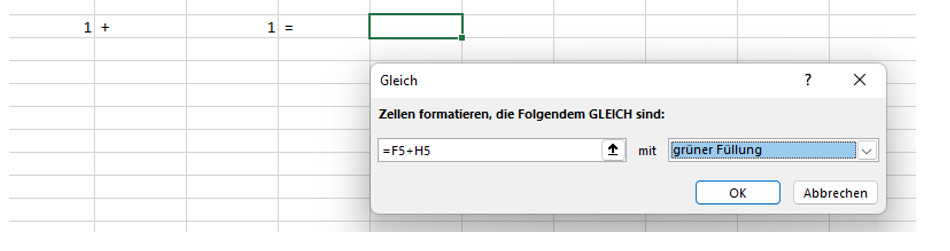 1 + 1 =
Gleich ?
Zellen formatieren, die Folgendem GLEICH sind:
=F5+H5 mit grüner Füllung
OK Abbrechen